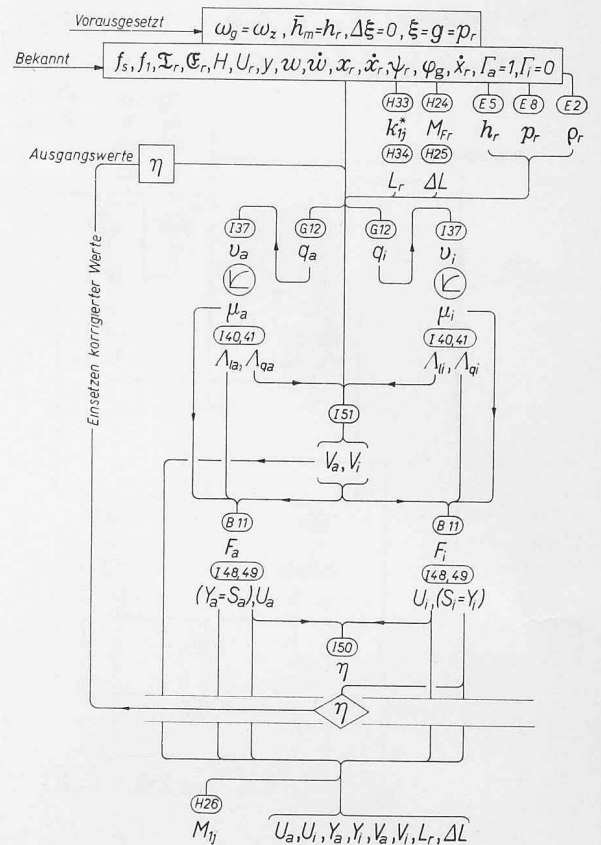 Vorausgesetzt
ω_g = ω_z, h̄_m = h_r, Δξ = 0, ξ = g = p_r
Bekannt
f_s, f_1, 𝔗_r, 𝔈_r, H, U_r, y, w, ẇ, x_r, ẋ_r, ψ_r, φ_g, ẋ_r, Γ_a = 1, Γ_i = 0
H33 H24 E5 E8 E2
k*_1j M_Fr h_r p_r ρ_r
H34 H25
Ausgangswerte η
L_r ΔL
I37 G12 G12 I37
υ_a q_a q_i υ_i
μ_a μ_i
I40,41 I40,41
Λ_la, Λ_qa Λ_li, Λ_qi
I51
V_a, V_i
B11 B11
F_a F_i
I48,49 I48,49
(Y_a = S_a), U_a U_i, (S_i = Y_i)
I50
η
η
Einsetzen korrigierter Werte
H26
M_1j U_a, U_i, Y_a, Y_i, V_a, V_i, L_r, ΔL